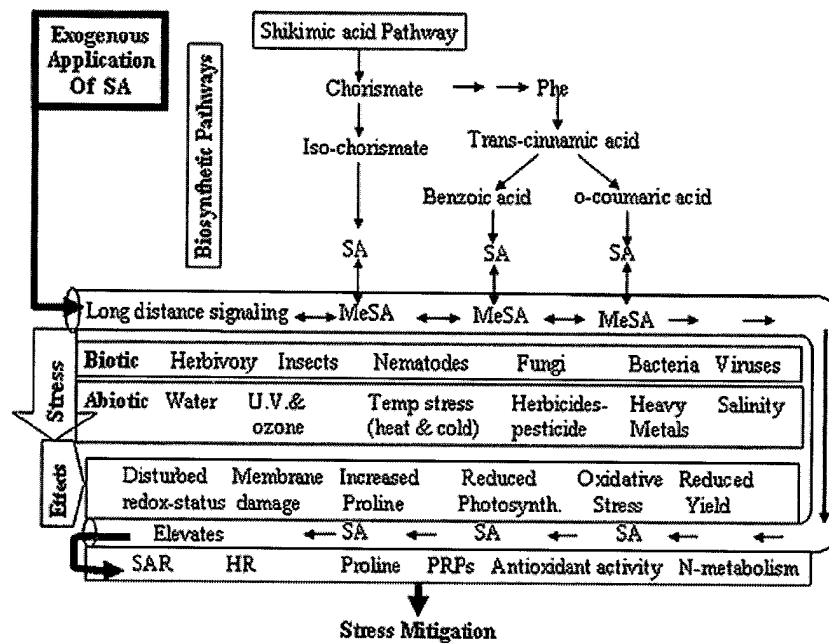 Exogenous
Application
Of SA
Shikimic acid Pathway
Biosynthetic Pathways
Chorismate
Phe
Iso-chorismate
Trans-cinnamic acid
Benzoic acid
o-coumaric acid
SA
SA
SA
Long distance signaling
MeSA
MeSA
MeSA
Stress
Biotic Herbivory Insects Nematodes Fungi Bacteria Viruses
Abiotic
Water
U.V.&
ozone
Temp stress
(heat & cold)
Herbicides-
pesticide
Heavy
Metals
Salinity
Effects
Disturbed
redox-status
Membrane
damage
Increased
Proline
Reduced
Photosynth.
Oxidative
Stress
Reduced
Yield
Elevates
SA
SA
SA
SAR HR Proline PRPs Antioxidant activity N-metabolism
Stress Mitigation